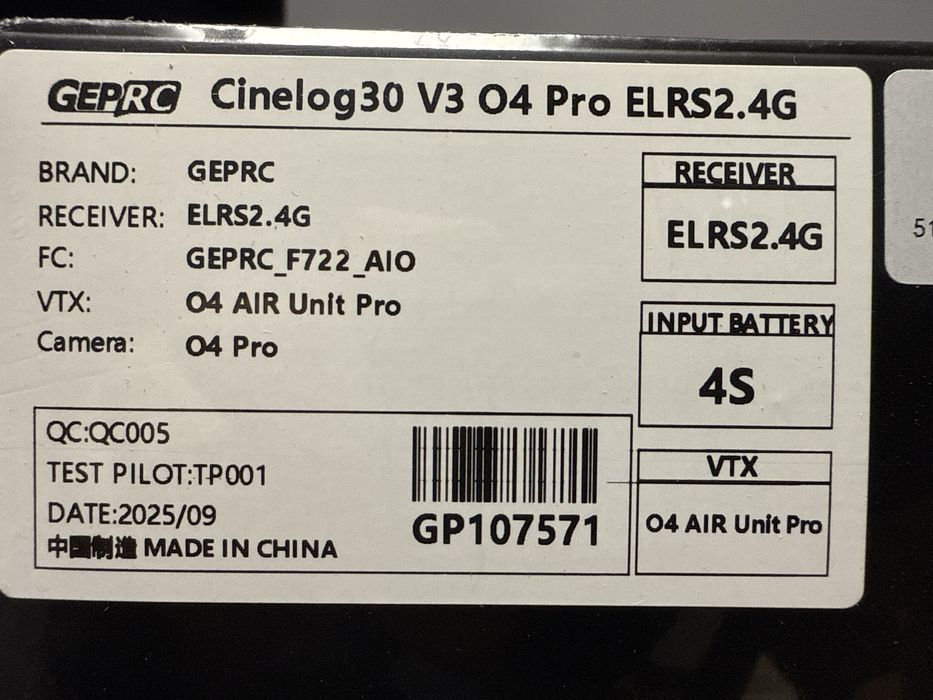 GEPRC Cinelog30 V3 O4 Pro ELRS2.4G
BRAND: GEPRC
RECEIVER: ELRS2.4G
FC: GEPRC_F722_AIO
VTX: O4 AIR Unit Pro
Camera: O4 Pro
RECEIVER
ELRS2.4G
INPUT BATTERY
4S
VTX
O4 AIR Unit Pro
QC:QC005
TEST PILOT:TP001
DATE:2025/09
中国制造 MADE IN CHINA
GP107571
51